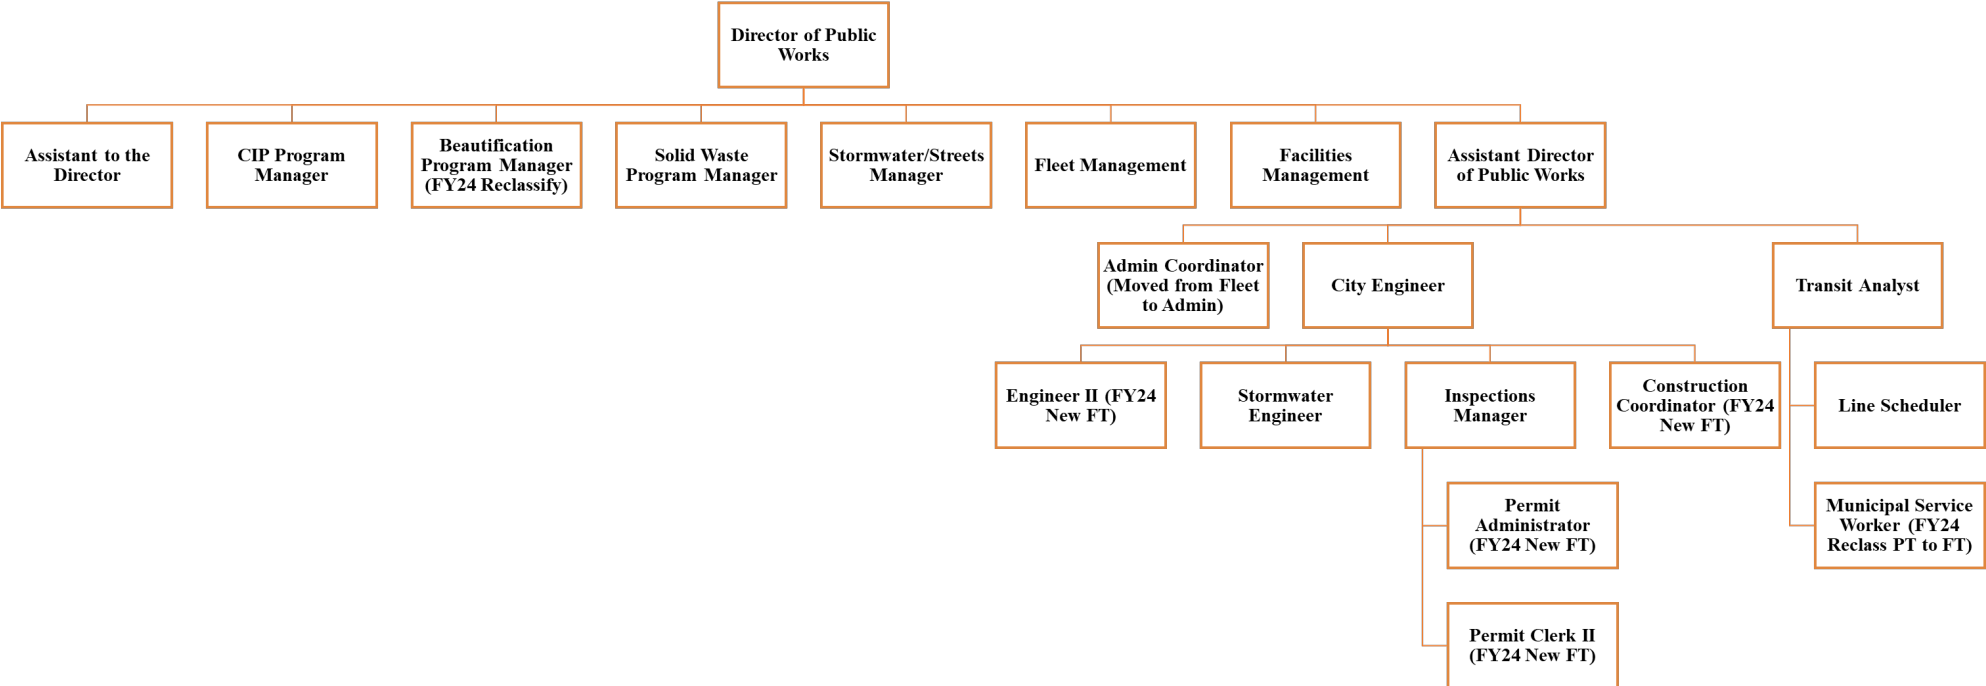 Director of Public
Works
Assistant to the
Director
CIP Program
Manager
Beautification
Program Manager
(FY24 Reclassify)
Solid Waste
Program Manager
Stormwater/Streets
Manager
Fleet Management
Facilities
Management
Assistant Director
of Public Works
Admin Coordinator
(Moved from Fleet
to Admin)
City Engineer
Transit Analyst
Engineer II (FY24
New FT)
Stormwater
Engineer
Inspections
Manager
Construction
Coordinator (FY24
New FT)
Line Scheduler
Permit
Administrator
(FY24 New FT)
Municipal Service
Worker (FY24
Reclass PT to FT)
Permit Clerk II
(FY24 New FT)